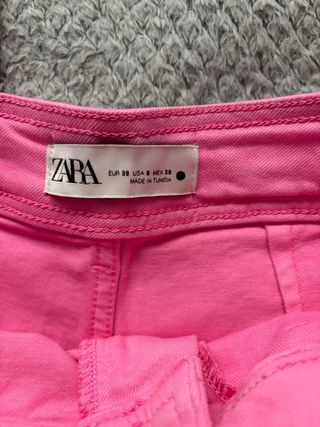 ZARA
EUR 38 USA 6 MEX 28
MADE IN TUNISIA